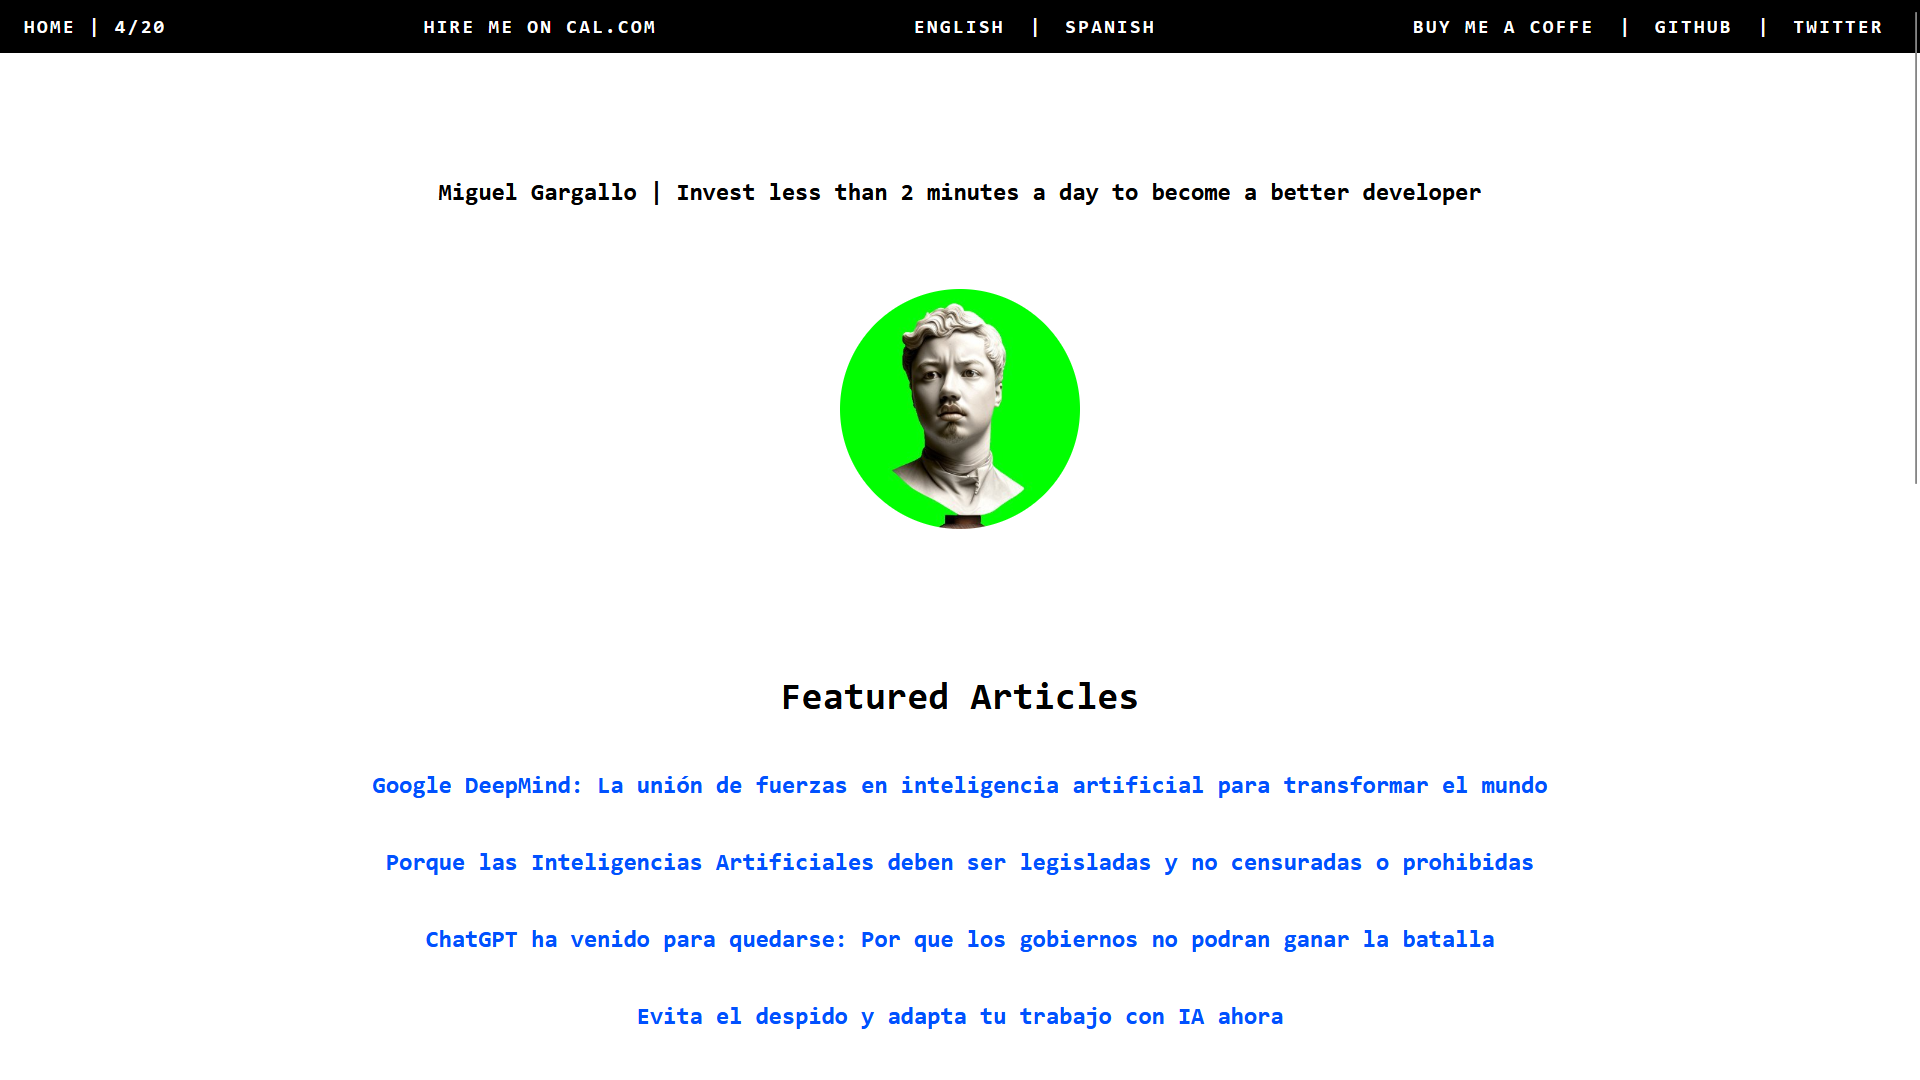 HOME | 4/20 HIRE ME ON CAL.COM ENGLISH | SPANISH BUY ME A COFFE | GITHUB | TWITTER
Miguel Gargallo | Invest less than 2 minutes a day to become a better developer
Featured Articles
Google DeepMind: La unión de fuerzas en inteligencia artificial para transformar el mundo
Porque las Inteligencias Artificiales deben ser legisladas y no censuradas o prohibidas
ChatGPT ha venido para quedarse: Por que los gobiernos no podran ganar la batalla
Evita el despido y adapta tu trabajo con IA ahora